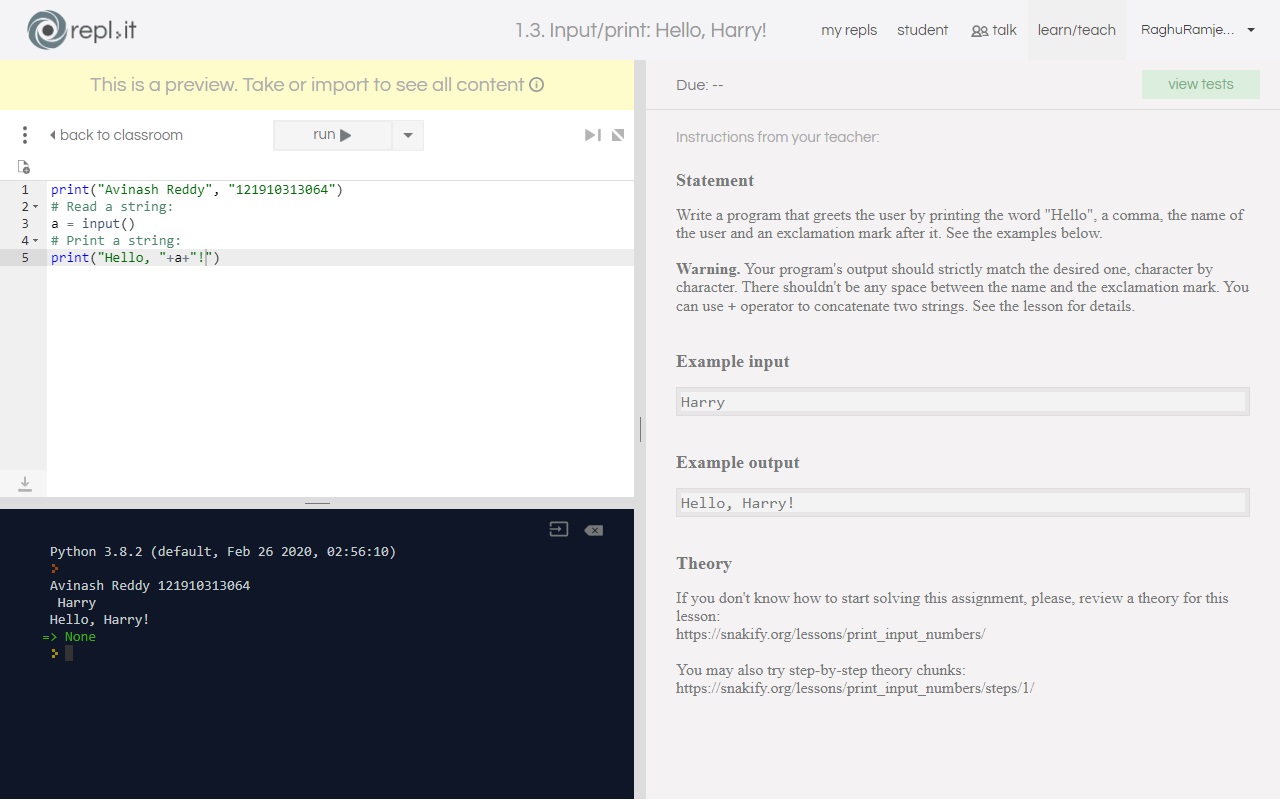 repl.it
1.3. Input/print: Hello, Harry!
my repls
student
talk
learn/teach
RaghuRamje...
This is a preview. Take or import to see all content
back to classroom
run
1 print("Avinash Reddy", "121910313064")
2 # Read a string:
3 a = input()
4 # Print a string:
5 print("Hello, "+a+"!")
Python 3.8.2 (default, Feb 26 2020, 02:56:10)
Avinash Reddy 121910313064
Harry
Hello, Harry!
=> None
Due: --
view tests
Instructions from your teacher:
Statement
Write a program that greets the user by printing the word "Hello", a comma, the name of
the user and an exclamation mark after it. See the examples below.
Warning. Your program's output should strictly match the desired one, character by
character. There shouldn't be any space between the name and the exclamation mark. You
can use + operator to concatenate two strings. See the lesson for details.
Example input
Harry
Example output
Hello, Harry!
Theory
If you don't know how to start solving this assignment, please, review a theory for this
lesson:
https://snakify.org/lessons/print_input_numbers/
You may also try step-by-step theory chunks:
https://snakify.org/lessons/print_input_numbers/steps/1/